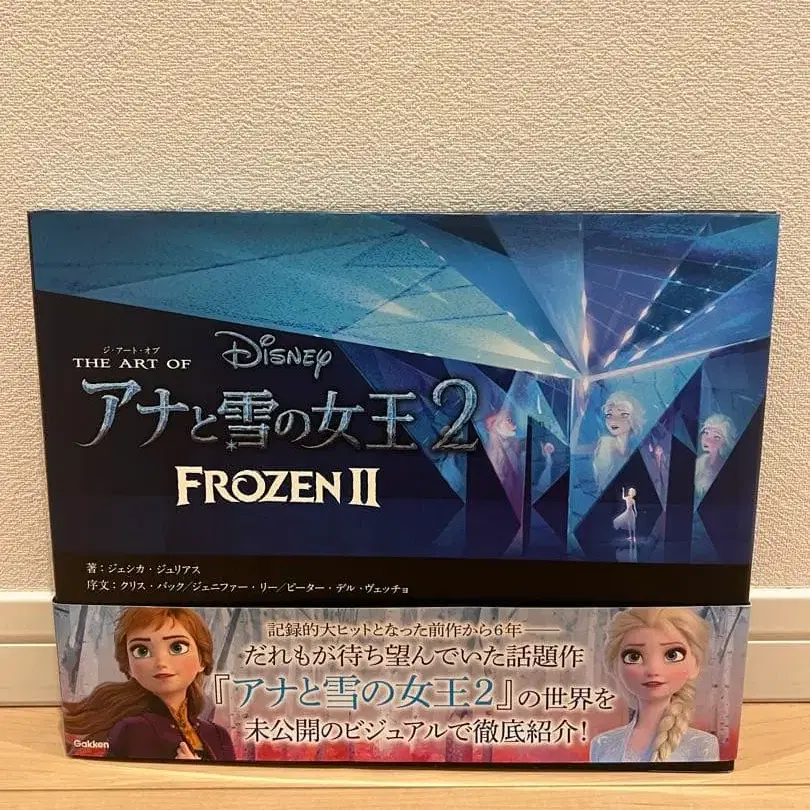 ジ・アート・オブ
THE ART OF
Disney
アナと雪の女王2
FROZEN II
著：ジェシカ・ジュリアス
序文：クリス・バック／ジェニファー・リー／ピーター・デル・ヴェッチョ
記録的大ヒットとなった前作から6年――
だれもが待ち望んでいた話題作
『アナと雪の女王2』の世界を
未公開のビジュアルで徹底紹介！
Gakken